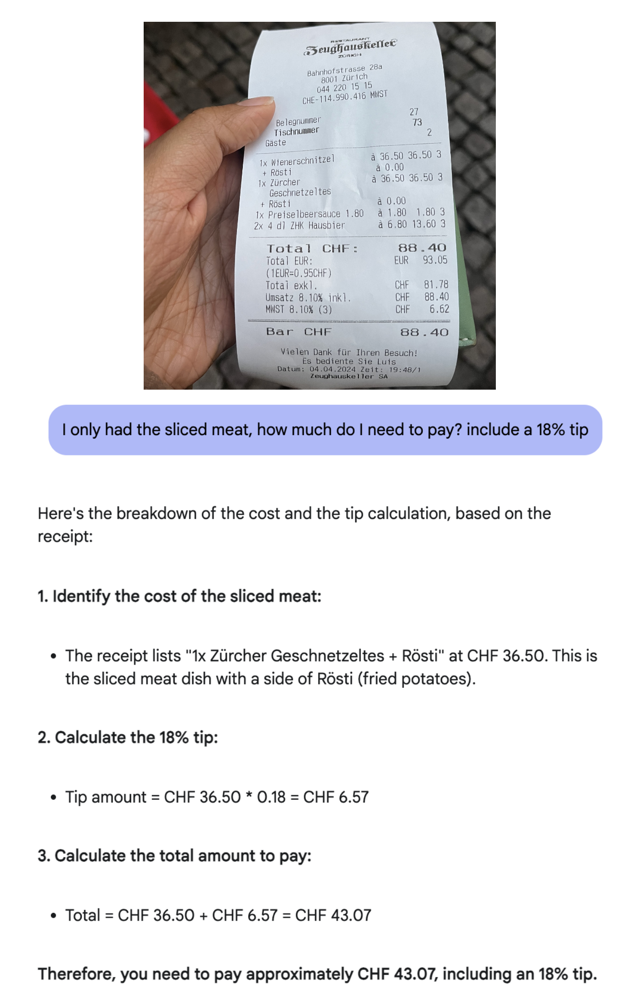 RESTAURANT
Zeughauskeller
ZÜRICH
Bahnhofstrasse 28a
8001 Zürich
044 220 15 15
CHE-114.990.416 MWST
Belegnummer 27
Tischnummer 73
Gäste 2
1x Wienerschnitzel à 36.50 36.50 3
+ Rösti à 0.00
1x Zürcher à 36.50 36.50 3
Geschnetzeltes
+ Rösti à 0.00
1x Preiselbeersauce 1.80 à 1.80 1.80 3
2x 4 dl ZHK Hausbier à 6.80 13.60 3
Total CHF: 88.40
Total EUR: EUR 93.05
(1EUR=0.95CHF)
Total exkl. CHF 81.78
Umsatz 8.10% inkl. CHF 88.40
MWST 8.10% (3) CHF 6.62
Bar CHF 88.40
Vielen Dank für Ihren Besuch!
Es bediente Sie Luis
Datum: 04.04.2024 Zeit: 19:48/1
Zeughauskeller SA
I only had the sliced meat, how much do I need to pay? include a 18% tip
Here's the breakdown of the cost and the tip calculation, based on the
receipt:
1. Identify the cost of the sliced meat:
• The receipt lists "1x Zürcher Geschnetzeltes + Rösti" at CHF 36.50. This is
the sliced meat dish with a side of Rösti (fried potatoes).
2. Calculate the 18% tip:
• Tip amount = CHF 36.50 * 0.18 = CHF 6.57
3. Calculate the total amount to pay:
• Total = CHF 36.50 + CHF 6.57 = CHF 43.07
Therefore, you need to pay approximately CHF 43.07, including an 18% tip.